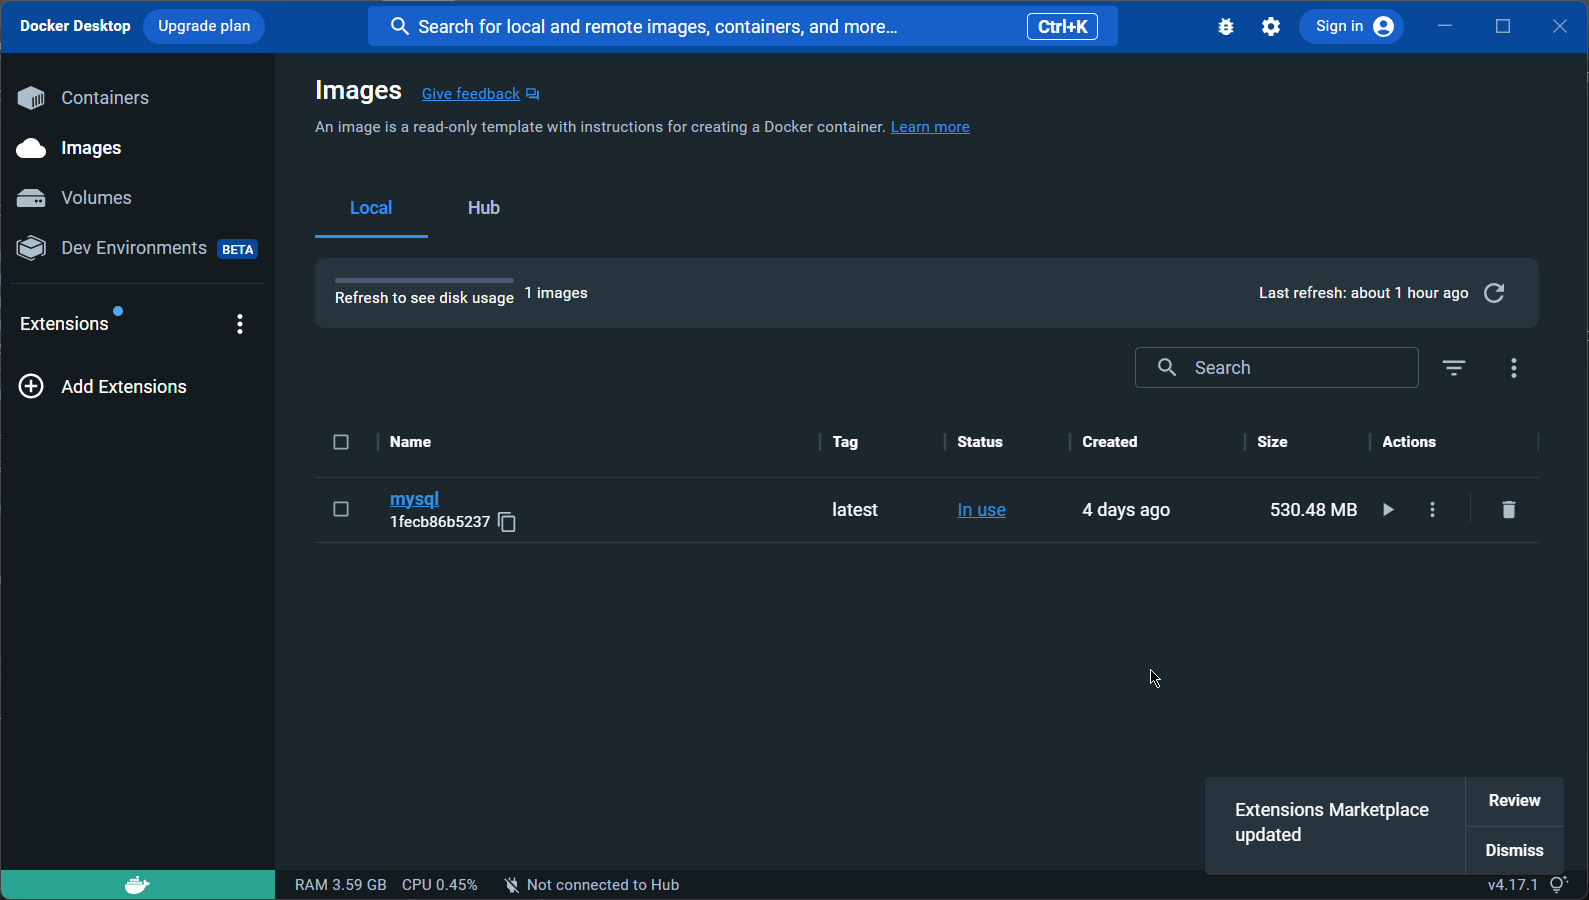 Docker Desktop
Upgrade plan
Search for local and remote images, containers, and more...
Ctrl+K
Sign in
Containers
Images
Volumes
Dev Environments BETA
Extensions
Add Extensions
Images Give feedback
An image is a read-only template with instructions for creating a Docker container. Learn more
Local Hub
Refresh to see disk usage 1 images
Last refresh: about 1 hour ago
Search
Name Tag Status Created Size Actions
mysql
1fecb86b5237
latest In use 4 days ago 530.48 MB
Extensions Marketplace
updated
Review
Dismiss
RAM 3.59 GB CPU 0.45% Not connected to Hub
v4.17.1